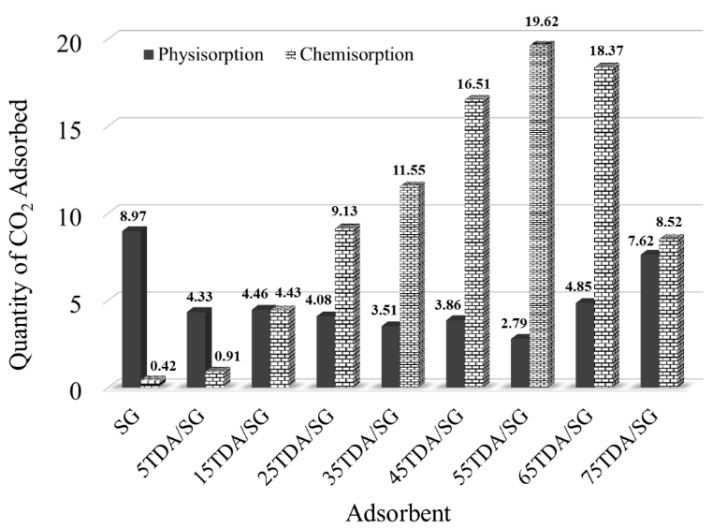 20
15
10
5
0
Quantity of CO₂ Adsorbed
Physisorption
Chemisorption
8.97
0.42
4.33
0.91
4.46
4.43
4.08
9.13
3.51
11.55
3.86
16.51
2.79
19.62
4.85
18.37
7.62
8.52
SG
5TDA/SG
15TDA/SG
25TDA/SG
35TDA/SG
45TDA/SG
55TDA/SG
65TDA/SG
75TDA/SG
Adsorbent